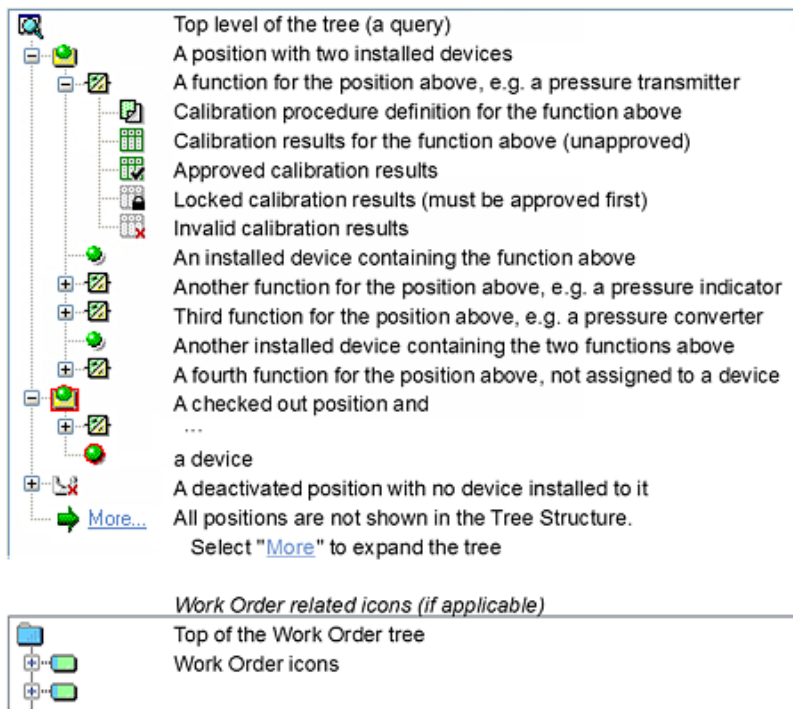 Top level of the tree (a query)
A position with two installed devices
A function for the position above, e.g. a pressure transmitter
Calibration procedure definition for the function above
Calibration results for the function above (unapproved)
Approved calibration results
Locked calibration results (must be approved first)
Invalid calibration results
An installed device containing the function above
Another function for the position above, e.g. a pressure indicator
Third function for the position above, e.g. a pressure converter
Another installed device containing the two functions above
A fourth function for the position above, not assigned to a device
A checked out position and
...
a device
A deactivated position with no device installed to it
More... All positions are not shown in the Tree Structure.
Select "More" to expand the tree
Work Order related icons (if applicable)
Top of the Work Order tree
Work Order icons